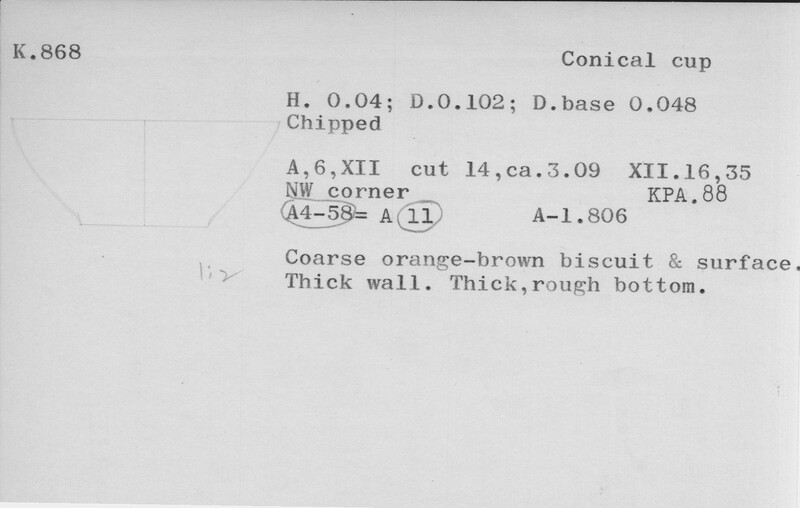 K.868
Conical cup
H. 0.04; D.0.102; D.base 0.048
Chipped
A,6,XII cut 14,ca.3.09 XII.16,35
NW corner KPA.88
A4-58= A 11 A-1.806
1:2
Coarse orange-brown biscuit & surface.
Thick wall. Thick,rough bottom.